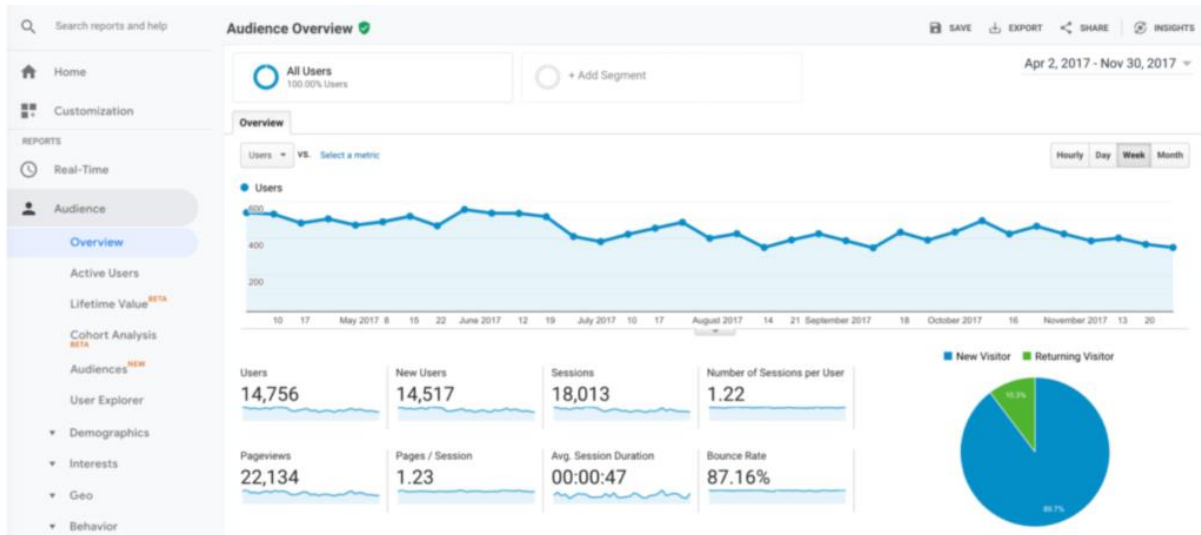 Search reports and help
Audience Overview
SAVE EXPORT SHARE INSIGHTS
Home
Customization
REPORTS
Real-Time
Audience
Overview
Active Users
Lifetime Value BETA
Cohort Analysis
BETA
Audiences NEW
User Explorer
Demographics
Interests
Geo
Behavior
All Users
100.00% Users
+ Add Segment
Apr 2, 2017 - Nov 30, 2017
Overview
Users VS. Select a metric
Hourly Day Week Month
Users
600
400
200
10 17 May 2017 8 15 22 June 2017 12 19 July 2017 10 17 August 2017 14 21 September 2017 18 October 2017 16 November 2017 13 20
New Visitor Returning Visitor
Users
14,756
New Users
14,517
Sessions
18,013
Number of Sessions per User
1.22
Pageviews
22,134
Pages / Session
1.23
Avg. Session Duration
00:00:47
Bounce Rate
87.16%
10.3%
89.7%